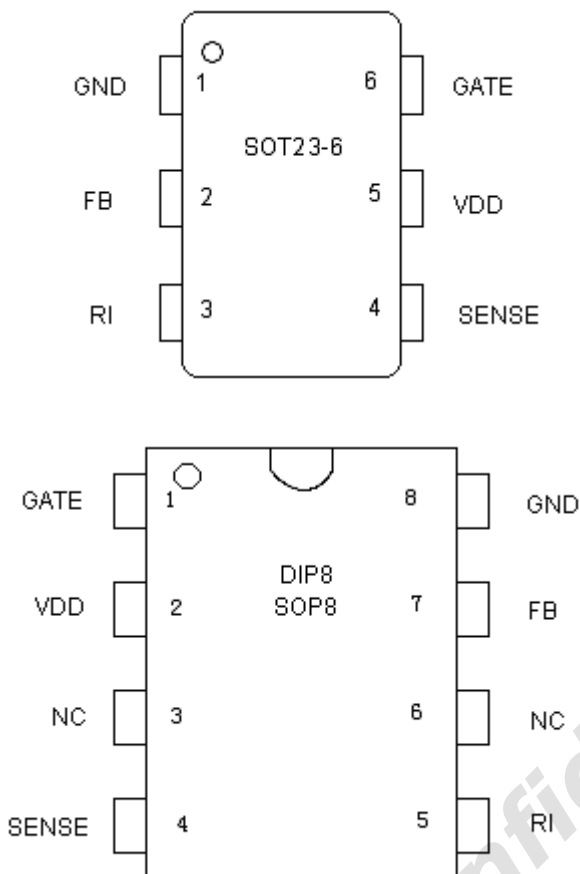 GND 1 6 GATE
SOT23-6
FB 2 5 VDD
RI 3 4 SENSE
GATE 1 8 GND
DIP8
SOP8
VDD 2 7 FB
NC 3 6 NC
SENSE 4 5 RI